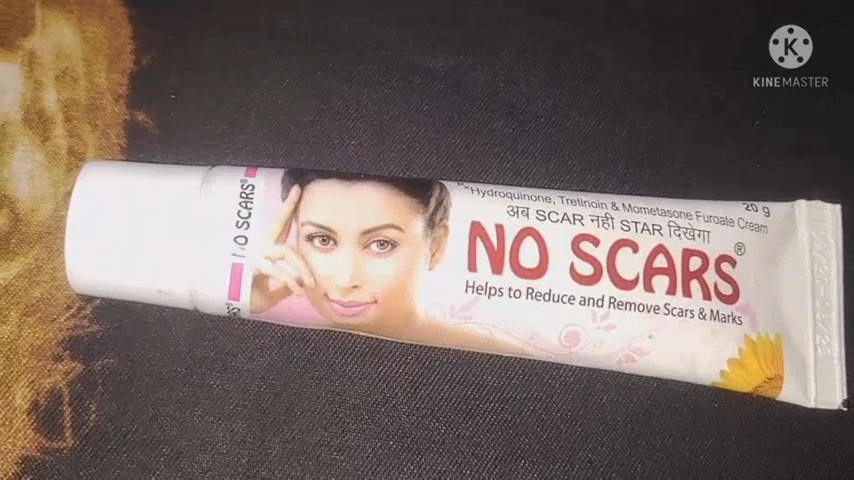 KINEMASTER
Hydroquinone, Tretinoin & Mometasone Furoate Cream
20 g
अब SCAR नही STAR दिखेगा
NO SCARS®
Helps to Reduce and Remove Scars & Marks
NO SCARS®